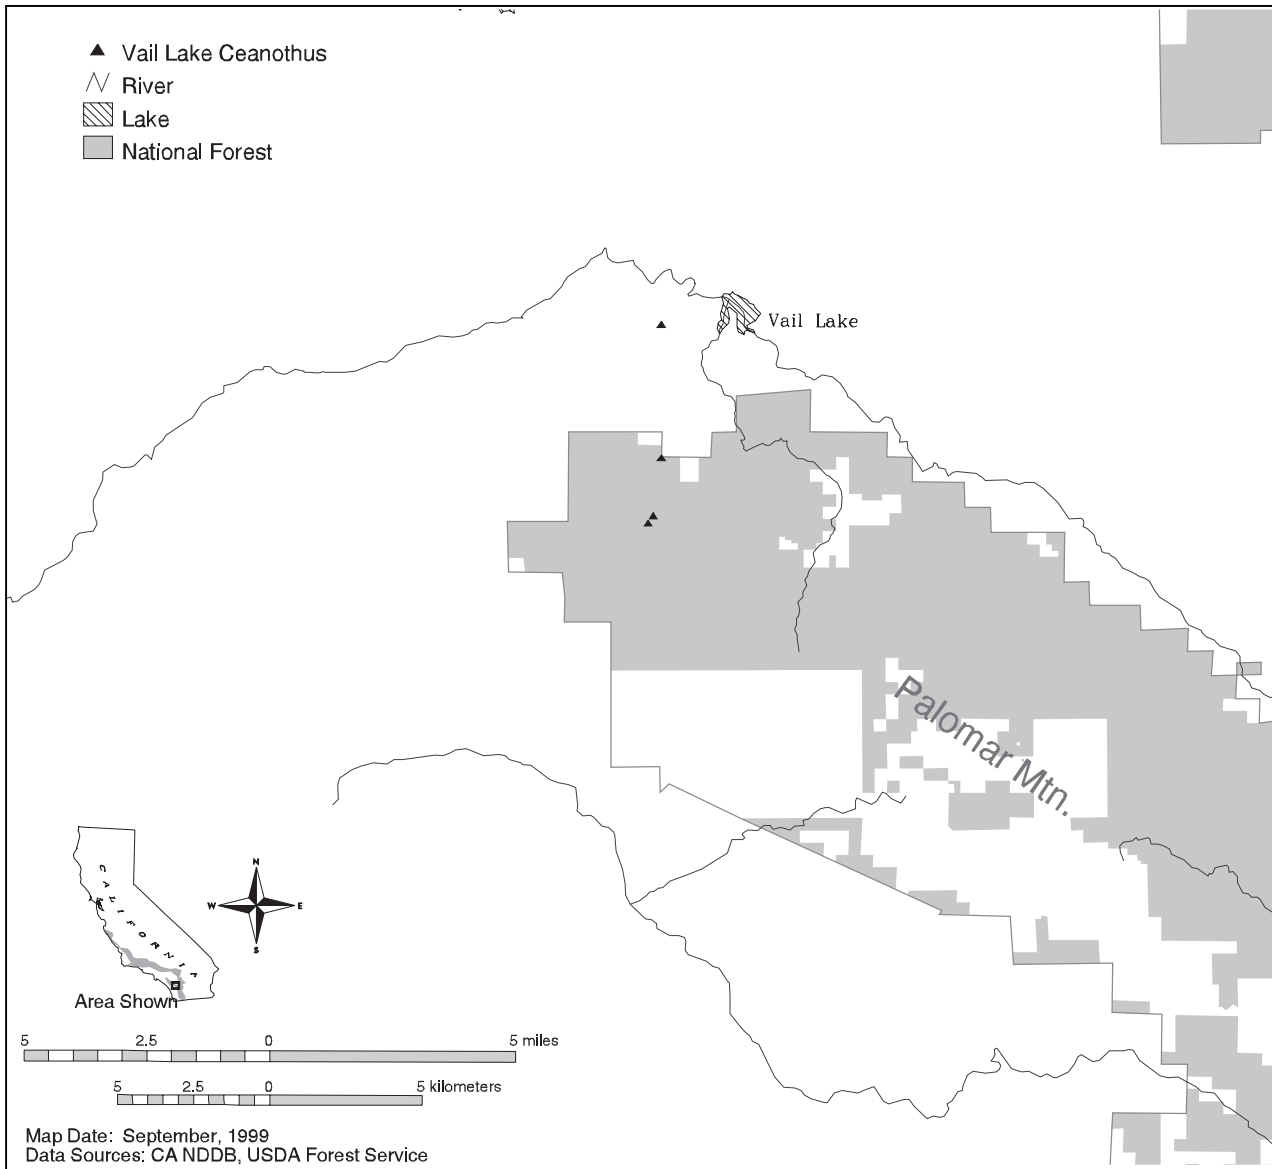 Vail Lake Ceanothus
River
Lake
National Forest
Vail Lake
Palomar Mtn.
CALIFORNIA
N
W E
S
Area Shown
5 2.5 0 5 miles
5 2.5 0 5 kilometers
Map Date: September, 1999
Data Sources: CA NDDB, USDA Forest Service